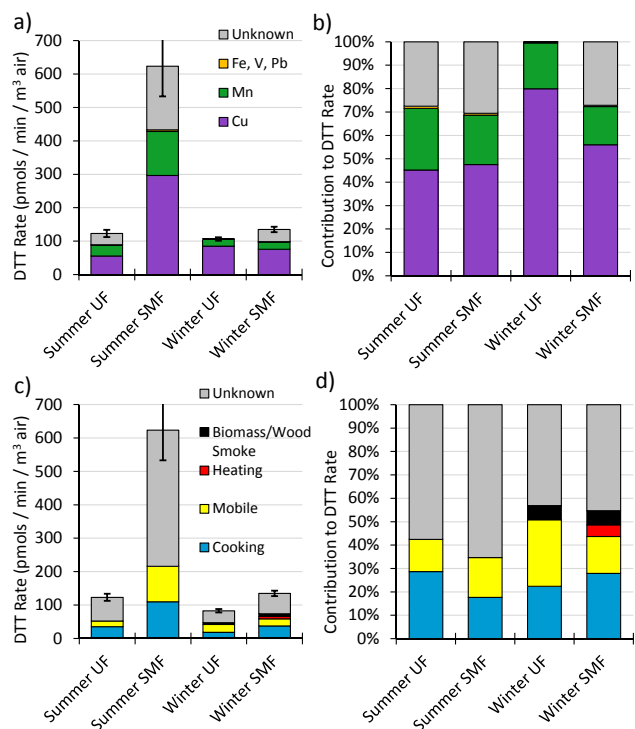 a)
DTT Rate (pmols / min / m³ air)
700
600
500
400
300
200
100
0
Unknown
Fe, V, Pb
Mn
Cu
Summer UF
Summer SMF
Winter UF
Winter SMF
b)
Contribution to DTT Rate
100%
90%
80%
70%
60%
50%
40%
30%
20%
10%
0%
Summer UF
Summer SMF
Winter UF
Winter SMF
c)
DTT Rate (pmols / min / m³ air)
700
600
500
400
300
200
100
0
Unknown
Biomass/Wood
Smoke
Heating
Mobile
Cooking
Summer UF
Summer SMF
Winter UF
Winter SMF
d)
Contribution to DTT Rate
100%
90%
80%
70%
60%
50%
40%
30%
20%
10%
0%
Summer UF
Summer SMF
Winter UF
Winter SMF